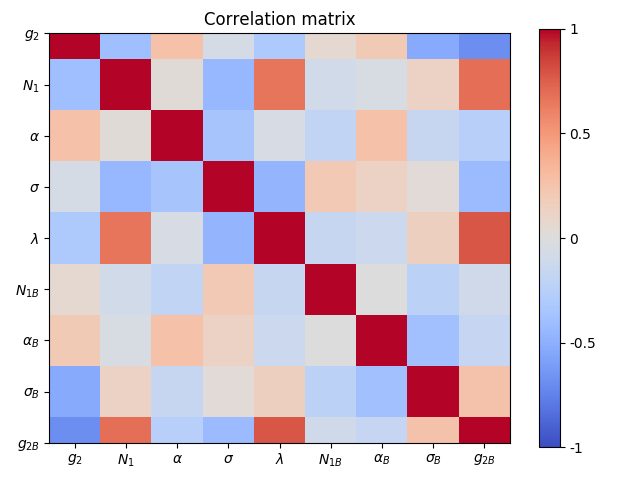 Correlation matrix
g₂
N₁
α
σ
λ
N₁B
αB
σB
g₂B
g₂ N₁ α σ λ N₁B αB σB g₂B
1
0.5
0
-0.5
-1